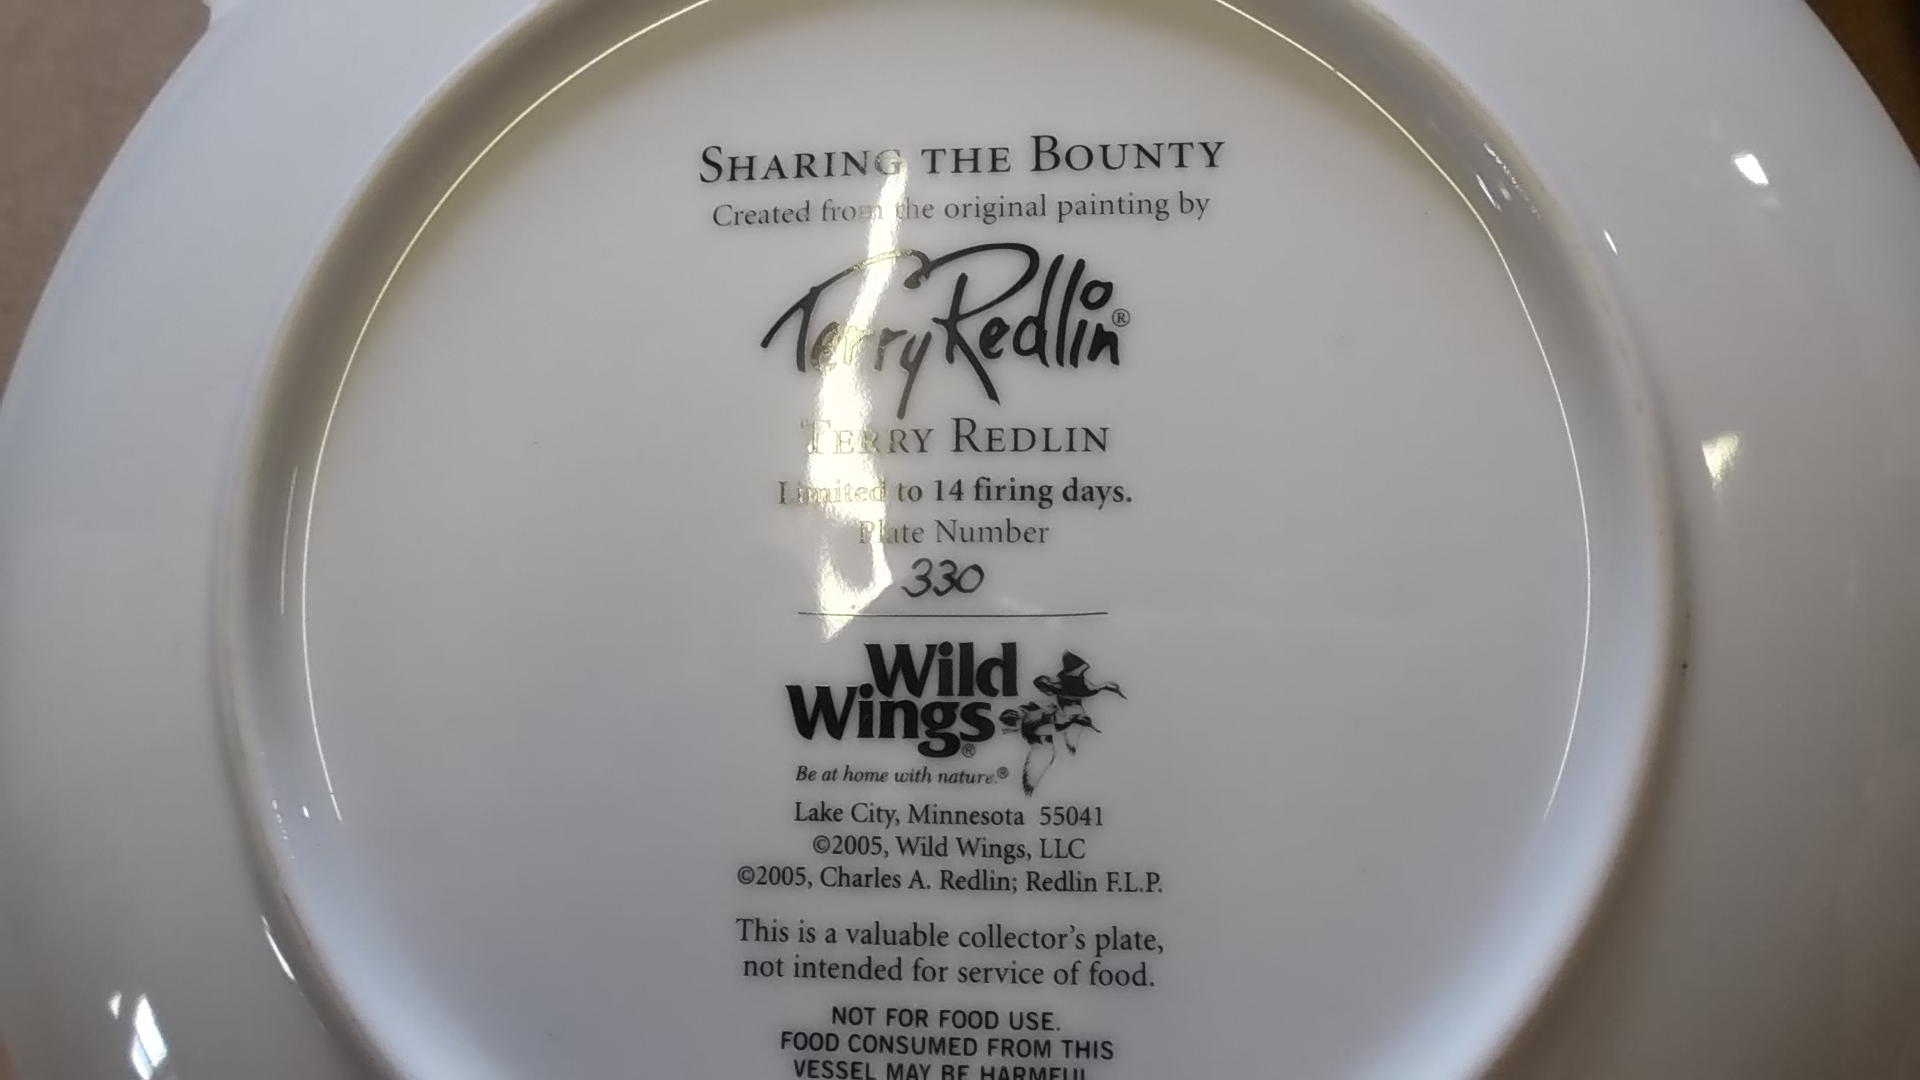 SHARING THE BOUNTY
Created from the original painting by
Terry Redlin®
TERRY REDLIN
Limited to 14 firing days.
Plate Number
330
Wild
Wings®
Be at home with nature.®
Lake City, Minnesota 55041
©2005, Wild Wings, LLC
©2005, Charles A. Redlin; Redlin F.L.P.
This is a valuable collector's plate,
not intended for service of food.
NOT FOR FOOD USE.
FOOD CONSUMED FROM THIS
VESSEL MAY BE HARMFUL